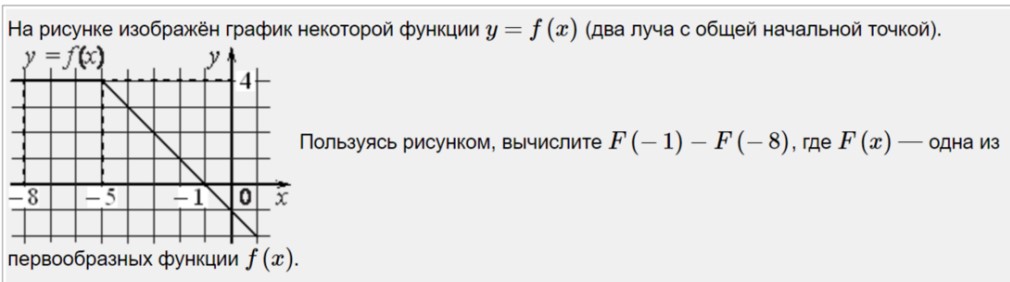 На рисунке изображён график некоторой функции y = f (x) (два луча с общей начальной точкой).
y = f(x)
y
4
Пользуясь рисунком, вычислите F (− 1) − F (− 8), где F (x) — одна из
−8 −5 −1 0 x
первообразных функции f (x).